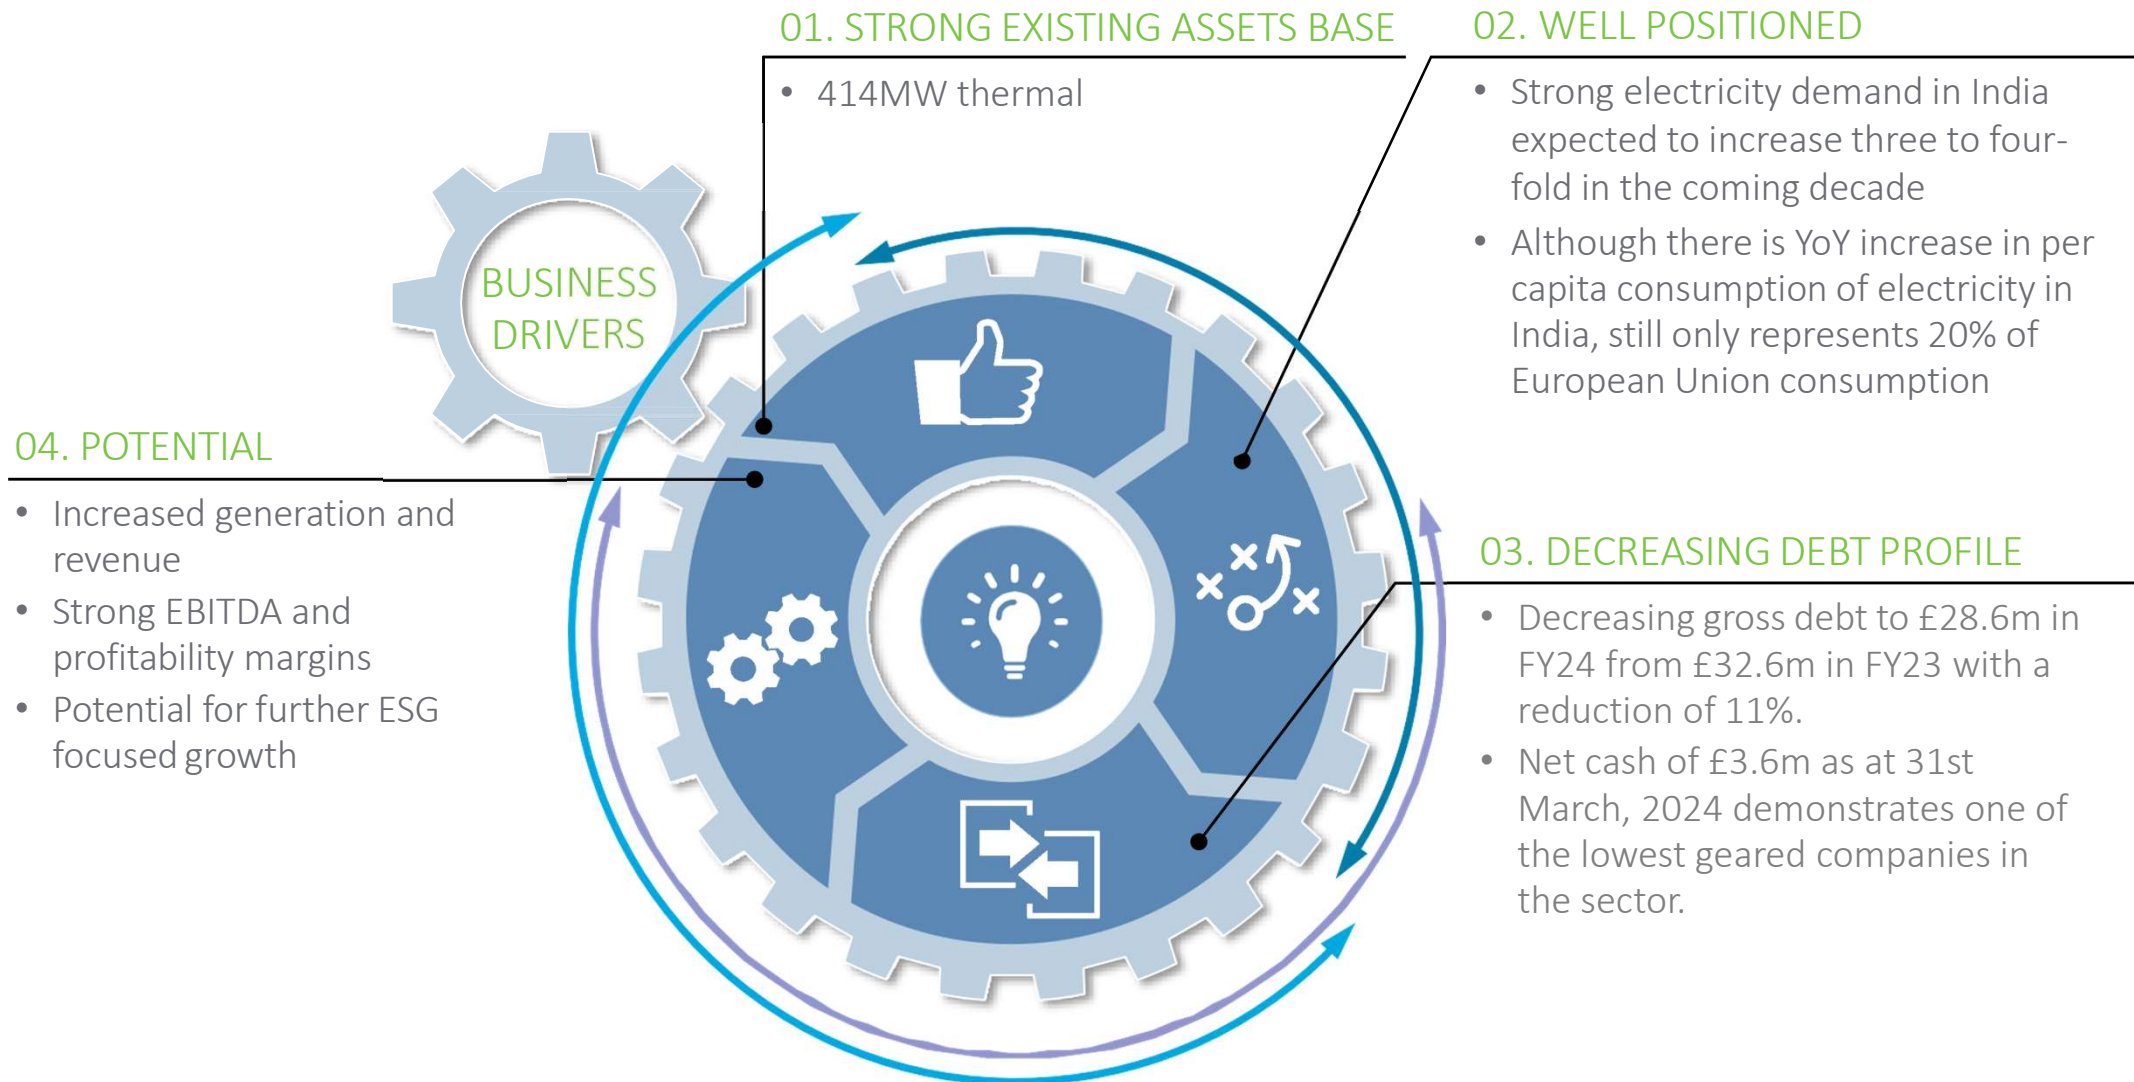 01. STRONG EXISTING ASSETS BASE
• 414MW thermal
02. WELL POSITIONED
• Strong electricity demand in India
expected to increase three to four-
fold in the coming decade
• Although there is YoY increase in per
capita consumption of electricity in
India, still only represents 20% of
European Union consumption
BUSINESS
DRIVERS
03. DECREASING DEBT PROFILE
• Decreasing gross debt to £28.6m in
FY24 from £32.6m in FY23 with a
reduction of 11%.
• Net cash of £3.6m as at 31st
March, 2024 demonstrates one of
the lowest geared companies in
the sector.
04. POTENTIAL
• Increased generation and
revenue
• Strong EBITDA and
profitability margins
• Potential for further ESG
focused growth